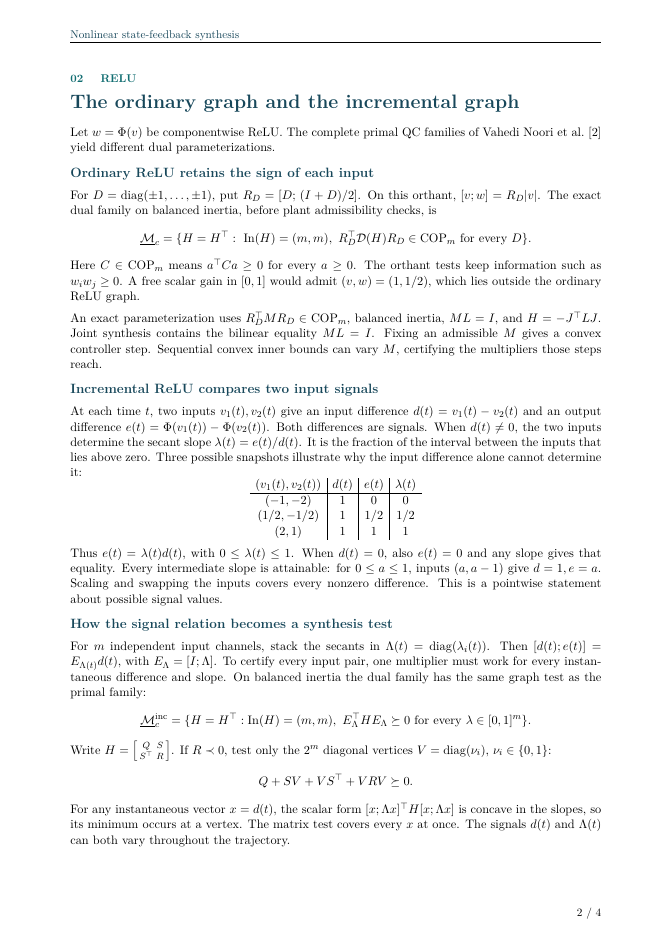 Nonlinear state-feedback synthesis
02 RELU
The ordinary graph and the incremental graph
Let w = Φ(v) be componentwise ReLU. The complete primal QC families of Vahedi Noori et al. [2]
yield different dual parameterizations.
Ordinary ReLU retains the sign of each input
For D = diag(±1, . . . , ±1), put R_D = [D; (I + D)/2]. On this orthant, [v; w] = R_D|v|. The exact
dual family on balanced inertia, before plant admissibility checks, is
ℳ_c = {H = H^⊤ : In(H) = (m, m), R_D^⊤ 𝒟(H)R_D ∈ COP_m for every D}.
Here C ∈ COP_m means a^⊤Ca ≥ 0 for every a ≥ 0. The orthant tests keep information such as
w_iw_j ≥ 0. A free scalar gain in [0, 1] would admit (v, w) = (1, 1/2), which lies outside the ordinary
ReLU graph.
An exact parameterization uses R_D^⊤MR_D ∈ COP_m, balanced inertia, ML = I, and H = −J^⊤LJ.
Joint synthesis contains the bilinear equality ML = I. Fixing an admissible M gives a convex
controller step. Sequential convex inner bounds can vary M, certifying the multipliers those steps
reach.
Incremental ReLU compares two input signals
At each time t, two inputs v₁(t), v₂(t) give an input difference d(t) = v₁(t) − v₂(t) and an output
difference e(t) = Φ(v₁(t)) − Φ(v₂(t)). Both differences are signals. When d(t) ≠ 0, the two inputs
determine the secant slope λ(t) = e(t)/d(t). It is the fraction of the interval between the inputs that
lies above zero. Three possible snapshots illustrate why the input difference alone cannot determine
it:
(v₁(t), v₂(t)) d(t) e(t) λ(t)
(−1, −2) 1 0 0
(1/2, −1/2) 1 1/2 1/2
(2, 1) 1 1 1
Thus e(t) = λ(t)d(t), with 0 ≤ λ(t) ≤ 1. When d(t) = 0, also e(t) = 0 and any slope gives that
equality. Every intermediate slope is attainable: for 0 ≤ a ≤ 1, inputs (a, a − 1) give d = 1, e = a.
Scaling and swapping the inputs covers every nonzero difference. This is a pointwise statement
about possible signal values.
How the signal relation becomes a synthesis test
For m independent input channels, stack the secants in Λ(t) = diag(λ_i(t)). Then [d(t); e(t)] =
E_{Λ(t)}d(t), with E_Λ = [I; Λ]. To certify every input pair, one multiplier must work for every instan-
taneous difference and slope. On balanced inertia the dual family has the same graph test as the
primal family:
ℳ_c^inc = {H = H^⊤ : In(H) = (m, m), E_Λ^⊤HE_Λ ⪰ 0 for every λ ∈ [0, 1]^m}.
Write H = [Q S; S^⊤ R]. If R ≺ 0, test only the 2^m diagonal vertices V = diag(ν_i), ν_i ∈ {0, 1}:
Q + SV + VS^⊤ + VRV ⪰ 0.
For any instantaneous vector x = d(t), the scalar form [x; Λx]^⊤H[x; Λx] is concave in the slopes, so
its minimum occurs at a vertex. The matrix test covers every x at once. The signals d(t) and Λ(t)
can both vary throughout the trajectory.
2 / 4